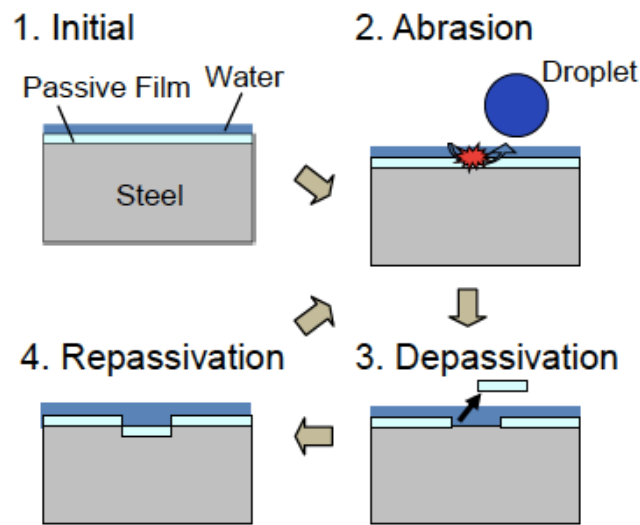 1. Initial
2. Abrasion
Water
Passive Film
Droplet
Steel
4. Repassivation
3. Depassivation